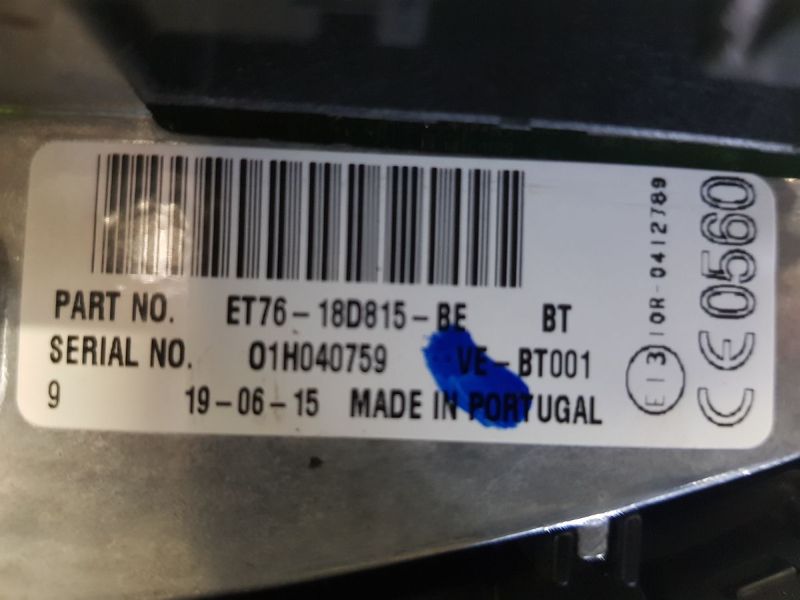 PART NO. ET76-18D815-BE BT
SERIAL NO. 01H040759 VE-BT001
9 19-06-15 MADE IN PORTUGAL
E13 10R-0412789
CE 0560